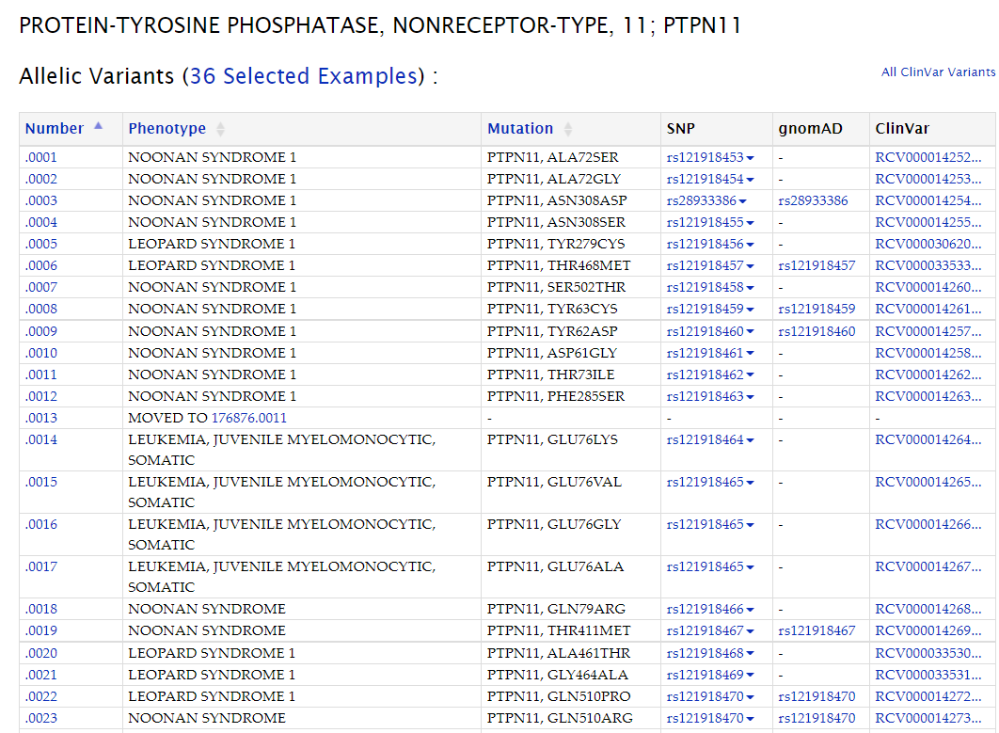 PROTEIN-TYROSINE PHOSPHATASE, NONRECEPTOR-TYPE, 11; PTPN11
Allelic Variants (36 Selected Examples) :
All ClinVar Variants
Number Phenotype Mutation SNP gnomAD ClinVar
.0001 NOONAN SYNDROME 1 PTPN11, ALA72SER rs121918453 - RCV000014252...
.0002 NOONAN SYNDROME 1 PTPN11, ALA72GLY rs121918454 - RCV000014253...
.0003 NOONAN SYNDROME 1 PTPN11, ASN308ASP rs28933386 rs28933386 RCV000014254...
.0004 NOONAN SYNDROME 1 PTPN11, ASN308SER rs121918455 - RCV000014255...
.0005 LEOPARD SYNDROME 1 PTPN11, TYR279CYS rs121918456 - RCV000030620...
.0006 LEOPARD SYNDROME 1 PTPN11, THR468MET rs121918457 rs121918457 RCV000033533...
.0007 NOONAN SYNDROME 1 PTPN11, SER502THR rs121918458 - RCV000014260...
.0008 NOONAN SYNDROME 1 PTPN11, TYR63CYS rs121918459 rs121918459 RCV000014261...
.0009 NOONAN SYNDROME 1 PTPN11, TYR62ASP rs121918460 rs121918460 RCV000014257...
.0010 NOONAN SYNDROME 1 PTPN11, ASP61GLY rs121918461 - RCV000014258...
.0011 NOONAN SYNDROME 1 PTPN11, THR73ILE rs121918462 - RCV000014262...
.0012 NOONAN SYNDROME 1 PTPN11, PHE285SER rs121918463 - RCV000014263...
.0013 MOVED TO 176876.0011 - - - -
.0014 LEUKEMIA, JUVENILE MYELOMONOCYTIC, PTPN11, GLU76LYS rs121918464 - RCV000014264...
SOMATIC
.0015 LEUKEMIA, JUVENILE MYELOMONOCYTIC, PTPN11, GLU76VAL rs121918465 - RCV000014265...
SOMATIC
.0016 LEUKEMIA, JUVENILE MYELOMONOCYTIC, PTPN11, GLU76GLY rs121918465 - RCV000014266...
SOMATIC
.0017 LEUKEMIA, JUVENILE MYELOMONOCYTIC, PTPN11, GLU76ALA rs121918465 - RCV000014267...
SOMATIC
.0018 NOONAN SYNDROME PTPN11, GLN79ARG rs121918466 - RCV000014268...
.0019 NOONAN SYNDROME PTPN11, THR411MET rs121918467 rs121918467 RCV000014269...
.0020 LEOPARD SYNDROME 1 PTPN11, ALA461THR rs121918468 - RCV000033530...
.0021 LEOPARD SYNDROME 1 PTPN11, GLY464ALA rs121918469 - RCV000033531...
.0022 LEOPARD SYNDROME 1 PTPN11, GLN510PRO rs121918470 rs121918470 RCV000014272...
.0023 NOONAN SYNDROME PTPN11, GLN510ARG rs121918470 rs121918470 RCV000014273...